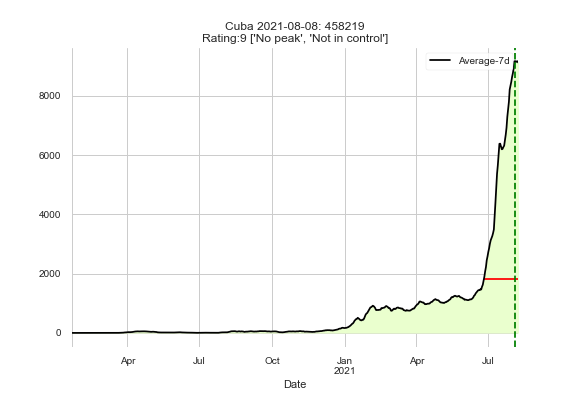 Cuba 2021-08-08: 458219
Rating:9 ['No peak', 'Not in control']
Average-7d
8000
6000
4000
2000
0
Apr
Jul
Oct
Jan
2021
Apr
Jul
Date